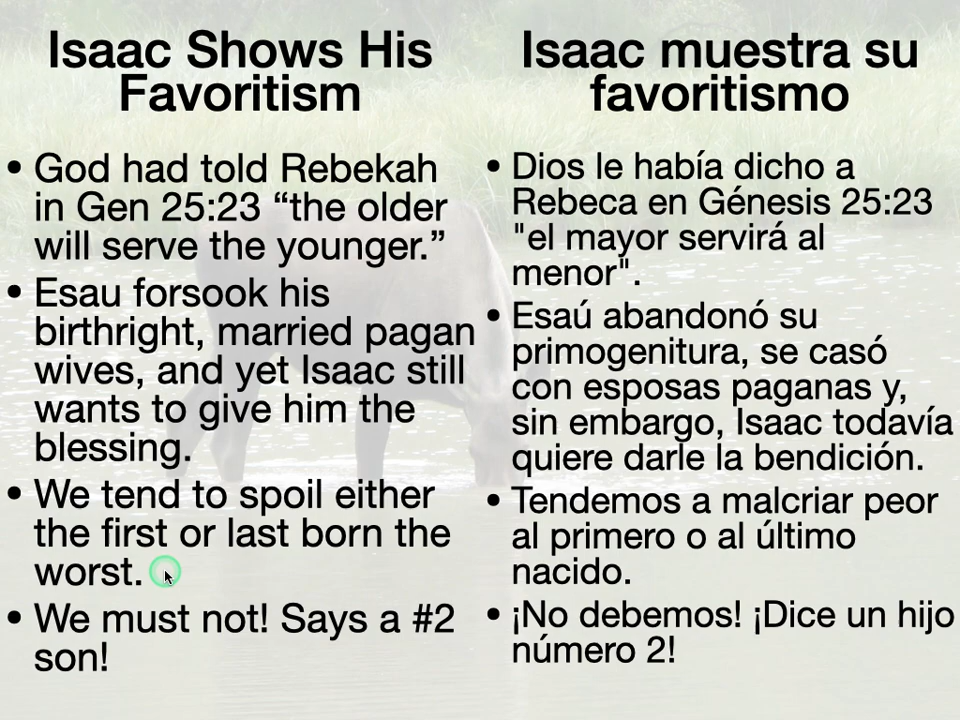 Isaac Shows His
Favoritism
• God had told Rebekah
in Gen 25:23 “the older
will serve the younger.”
• Esau forsook his
birthright, married pagan
wives, and yet Isaac still
wants to give him the
blessing.
• We tend to spoil either
the first or last born the
worst.
• We must not! Says a #2
son!
Isaac muestra su
favoritismo
• Dios le había dicho a
Rebeca en Génesis 25:23
"el mayor servirá al
menor".
• Esaú abandonó su
primogenitura, se casó
con esposas paganas y,
sin embargo, Isaac todavía
quiere darle la bendición.
• Tendemos a malcriar peor
al primero o al último
nacido.
• ¡No debemos! ¡Dice un hijo
número 2!